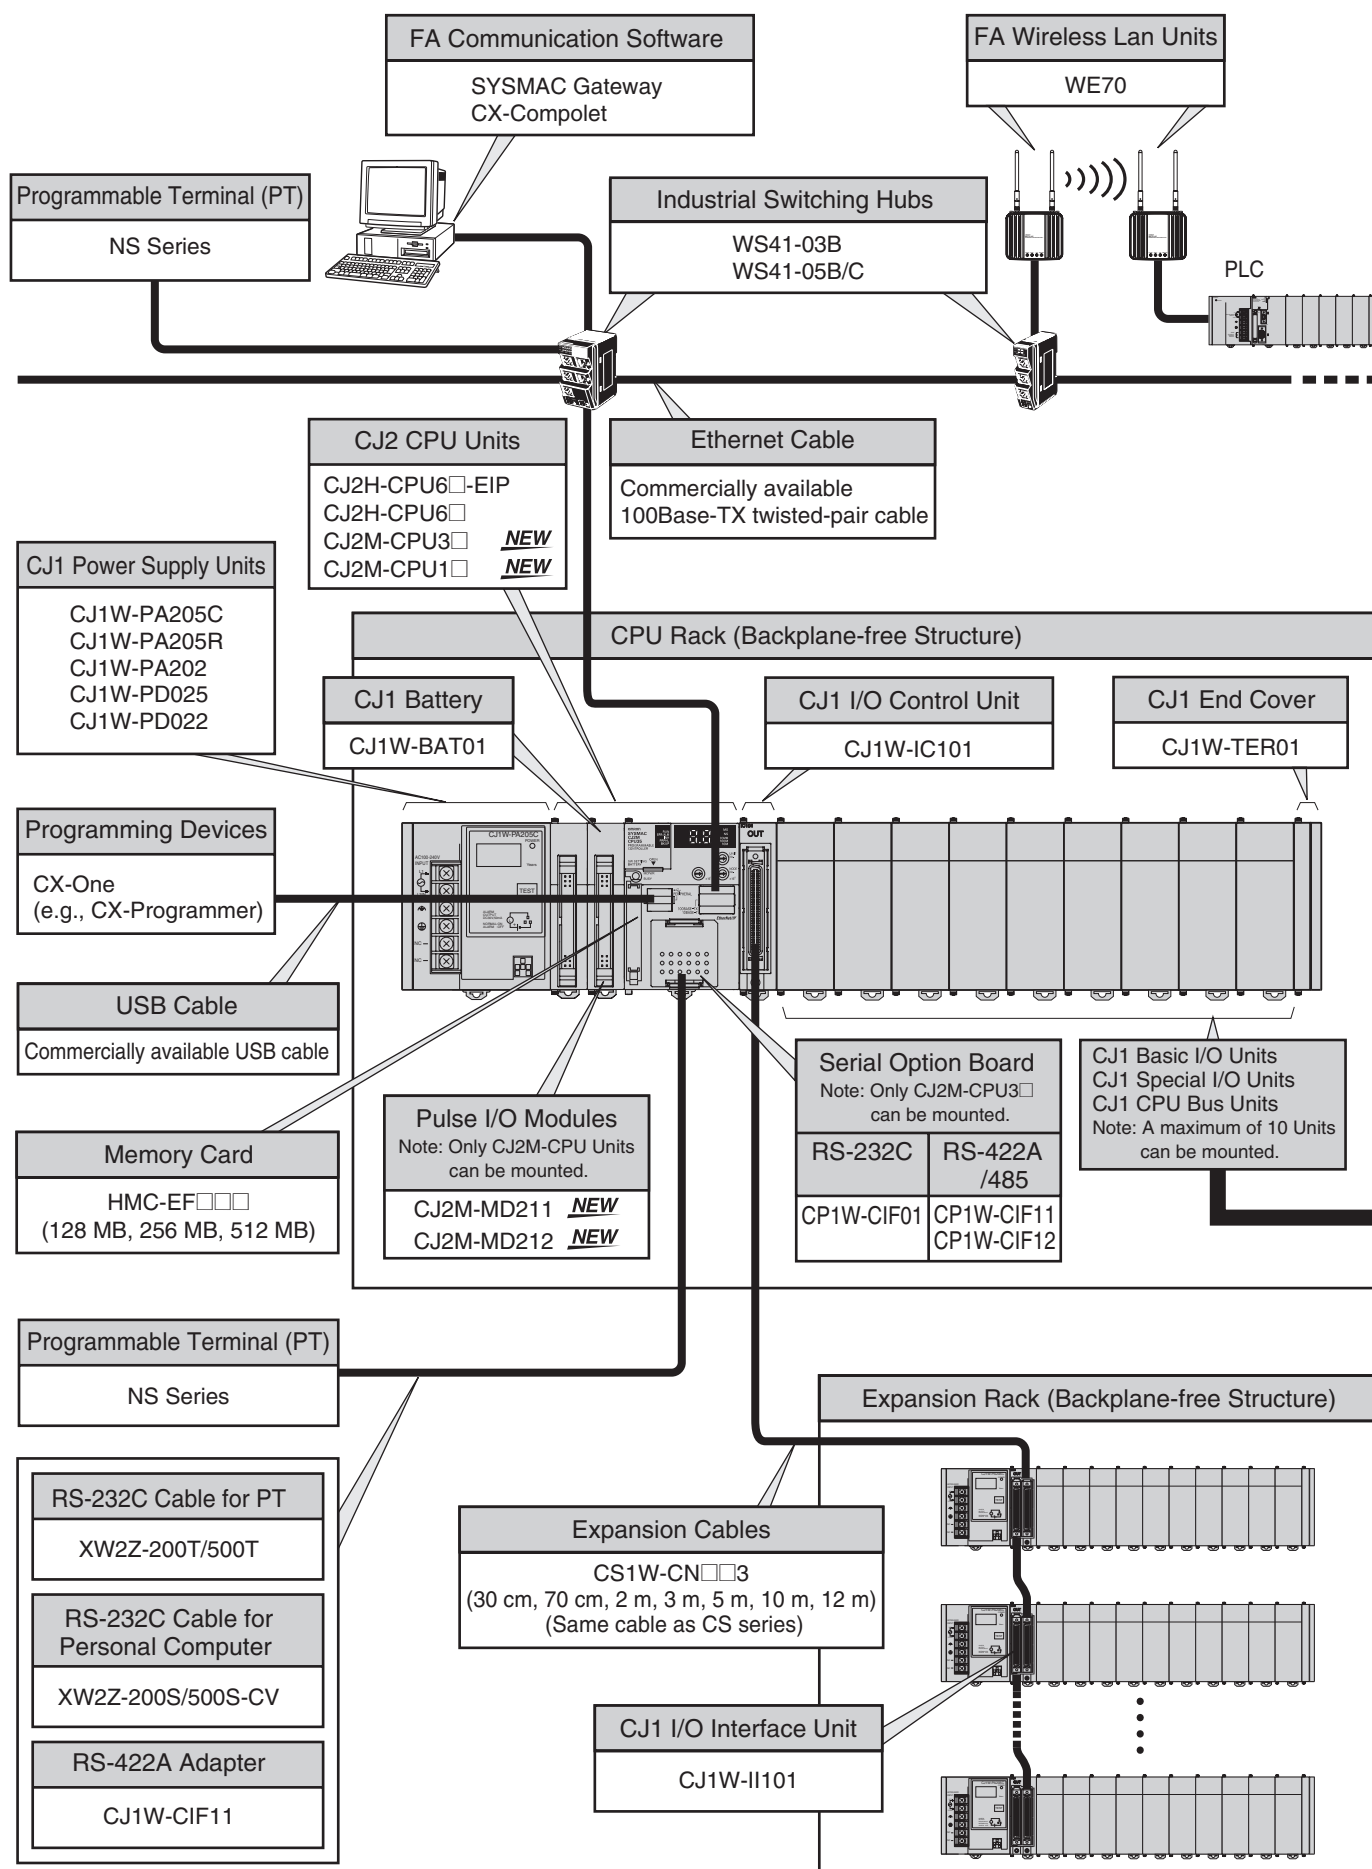 FA Communication Software
SYSMAC Gateway
CX-Compolet
FA Wireless Lan Units
WE70
Programmable Terminal (PT)
NS Series
Industrial Switching Hubs
WS41-03B
WS41-05B/C
PLC
CJ2 CPU Units
CJ2H-CPU6□-EIP
CJ2H-CPU6□
CJ2M-CPU3□ NEW
CJ2M-CPU1□ NEW
Ethernet Cable
Commercially available
100Base-TX twisted-pair cable
CJ1 Power Supply Units
CJ1W-PA205C
CJ1W-PA205R
CJ1W-PA202
CJ1W-PD025
CJ1W-PD022
CPU Rack (Backplane-free Structure)
CJ1 Battery
CJ1W-BAT01
CJ1 I/O Control Unit
CJ1W-IC101
CJ1 End Cover
CJ1W-TER01
Programming Devices
CX-One
(e.g., CX-Programmer)
CJ1W-PA205C
POWER
AC100-240V
INPUT
Years
TEST
NC
NC
SYSMAC
CJ2M
OUT
USB Cable
Commercially available USB cable
Memory Card
HMC-EF□□□
(128 MB, 256 MB, 512 MB)
Pulse I/O Modules
Note: Only CJ2M-CPU Units
can be mounted.
CJ2M-MD211 NEW
CJ2M-MD212 NEW
Serial Option Board
Note: Only CJ2M-CPU3□
can be mounted.
RS-232C
RS-422A
/485
CP1W-CIF01
CP1W-CIF11
CP1W-CIF12
CJ1 Basic I/O Units
CJ1 Special I/O Units
CJ1 CPU Bus Units
Note: A maximum of 10 Units
can be mounted.
Programmable Terminal (PT)
NS Series
RS-232C Cable for PT
XW2Z-200T/500T
RS-232C Cable for
Personal Computer
XW2Z-200S/500S-CV
RS-422A Adapter
CJ1W-CIF11
Expansion Rack (Backplane-free Structure)
Expansion Cables
CS1W-CN□□3
(30 cm, 70 cm, 2 m, 3 m, 5 m, 10 m, 12 m)
(Same cable as CS series)
CJ1 I/O Interface Unit
CJ1W-II101